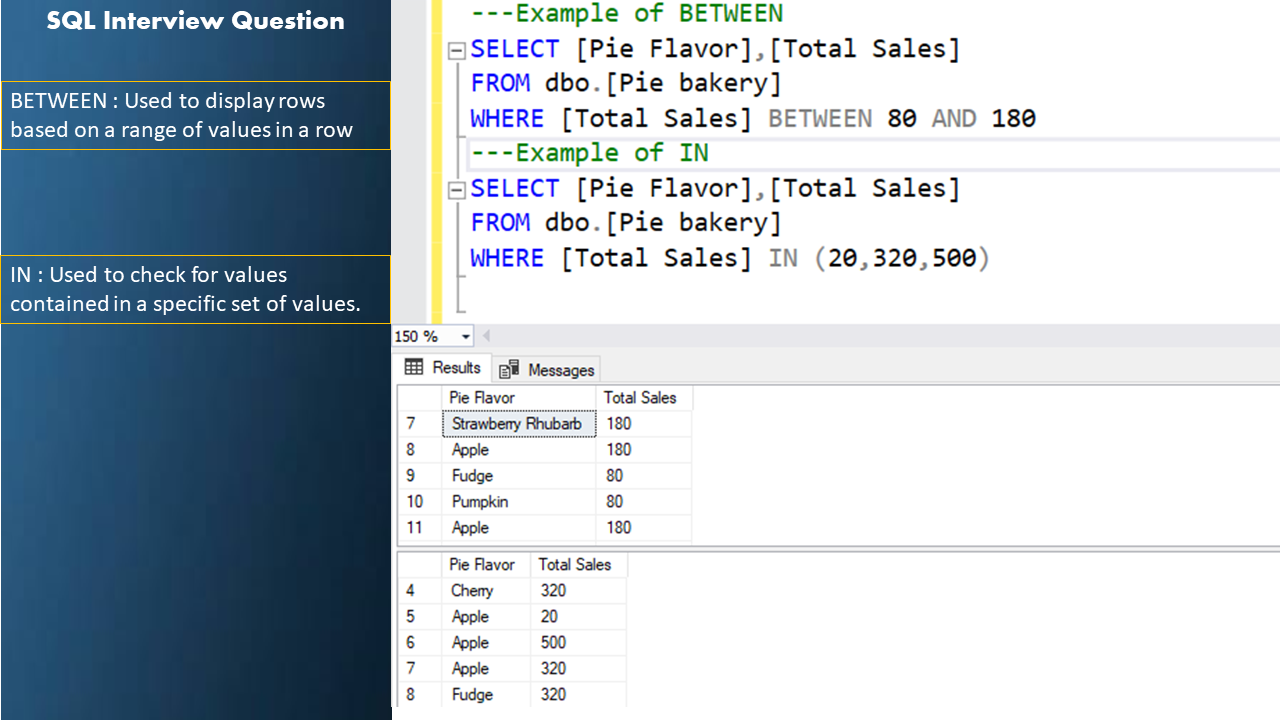 SQL Interview Question
BETWEEN : Used to display rows
based on a range of values in a row
IN : Used to check for values
contained in a specific set of values.
---Example of BETWEEN
SELECT [Pie Flavor],[Total Sales]
FROM dbo.[Pie bakery]
WHERE [Total Sales] BETWEEN 80 AND 180
---Example of IN
SELECT [Pie Flavor],[Total Sales]
FROM dbo.[Pie bakery]
WHERE [Total Sales] IN (20,320,500)
150 %
Results Messages
Pie Flavor Total Sales
7 Strawberry Rhubarb 180
8 Apple 180
9 Fudge 80
10 Pumpkin 80
11 Apple 180
Pie Flavor Total Sales
4 Cherry 320
5 Apple 20
6 Apple 500
7 Apple 320
8 Fudge 320